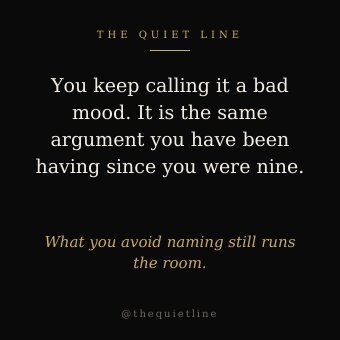 THE QUIET LINE
You keep calling it a bad
mood. It is the same
argument you have been
having since you were nine.
What you avoid naming still runs
the room.
@thequietline